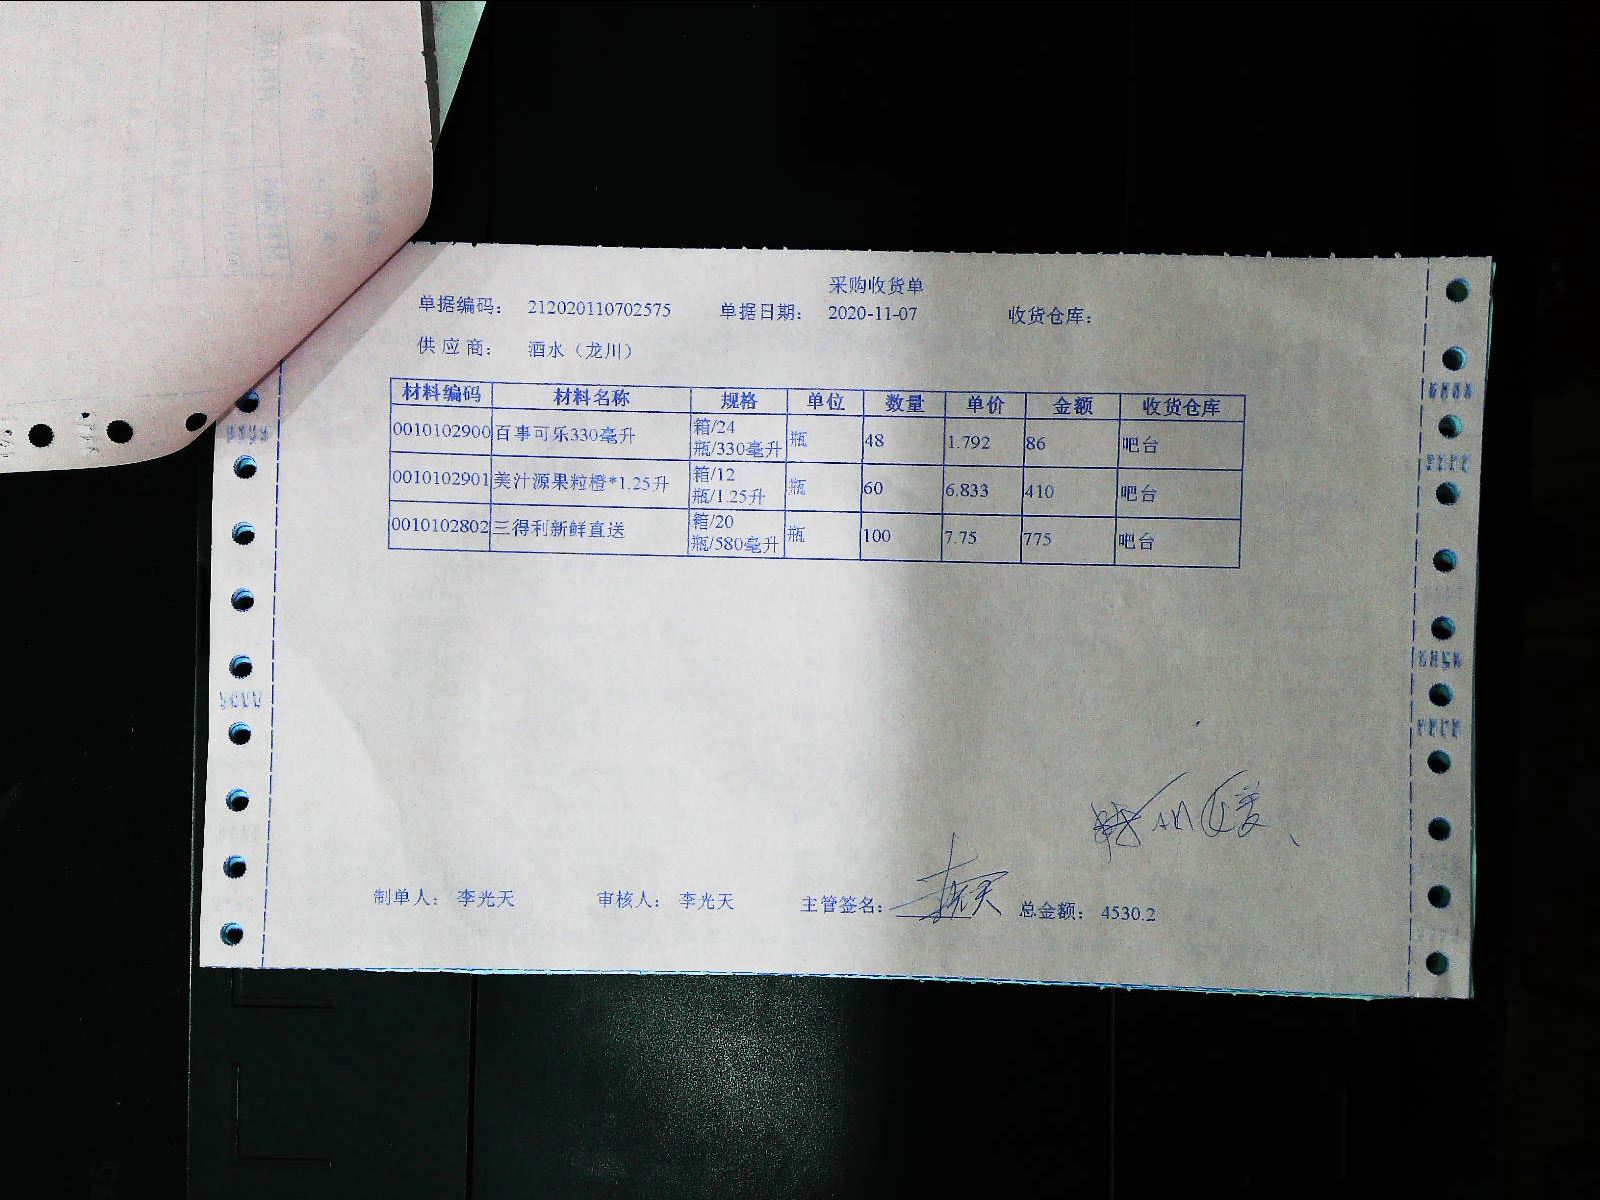 采购收货单
单据编码: 212020110702575 单据日期: 2020-11-07 收货仓库:
供应商: 酒水（龙川）
材料编码 材料名称 规格 单位 数量 单价 金额 收货仓库
0010102900 百事可乐330毫升 箱/24瓶/330毫升 瓶 48 1.792 86 吧台
0010102901 美汁源果粒橙*1.25升 箱/12瓶/1.25升 瓶 60 6.833 410 吧台
0010102802 三得利新鲜直送 箱/20瓶/580毫升 瓶 100 7.75 775 吧台
制单人: 李光天 审核人: 李光天 主管签名: 总金额: 4530.2